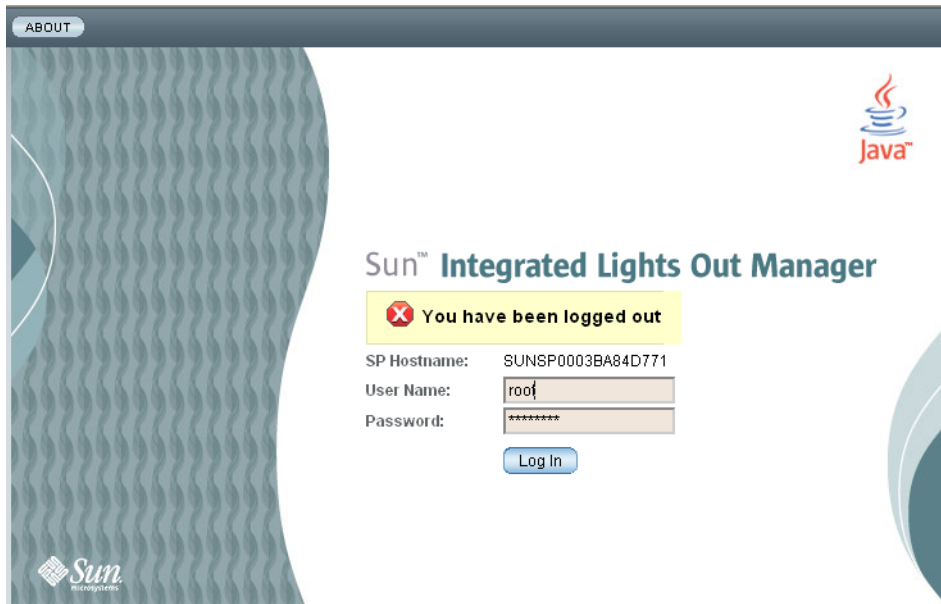 ABOUT
Java™
Sun™ Integrated Lights Out Manager
You have been logged out
SP Hostname: SUNSP0003BA84D771
User Name: root
Password: ********
Log In
Sun
microsystems